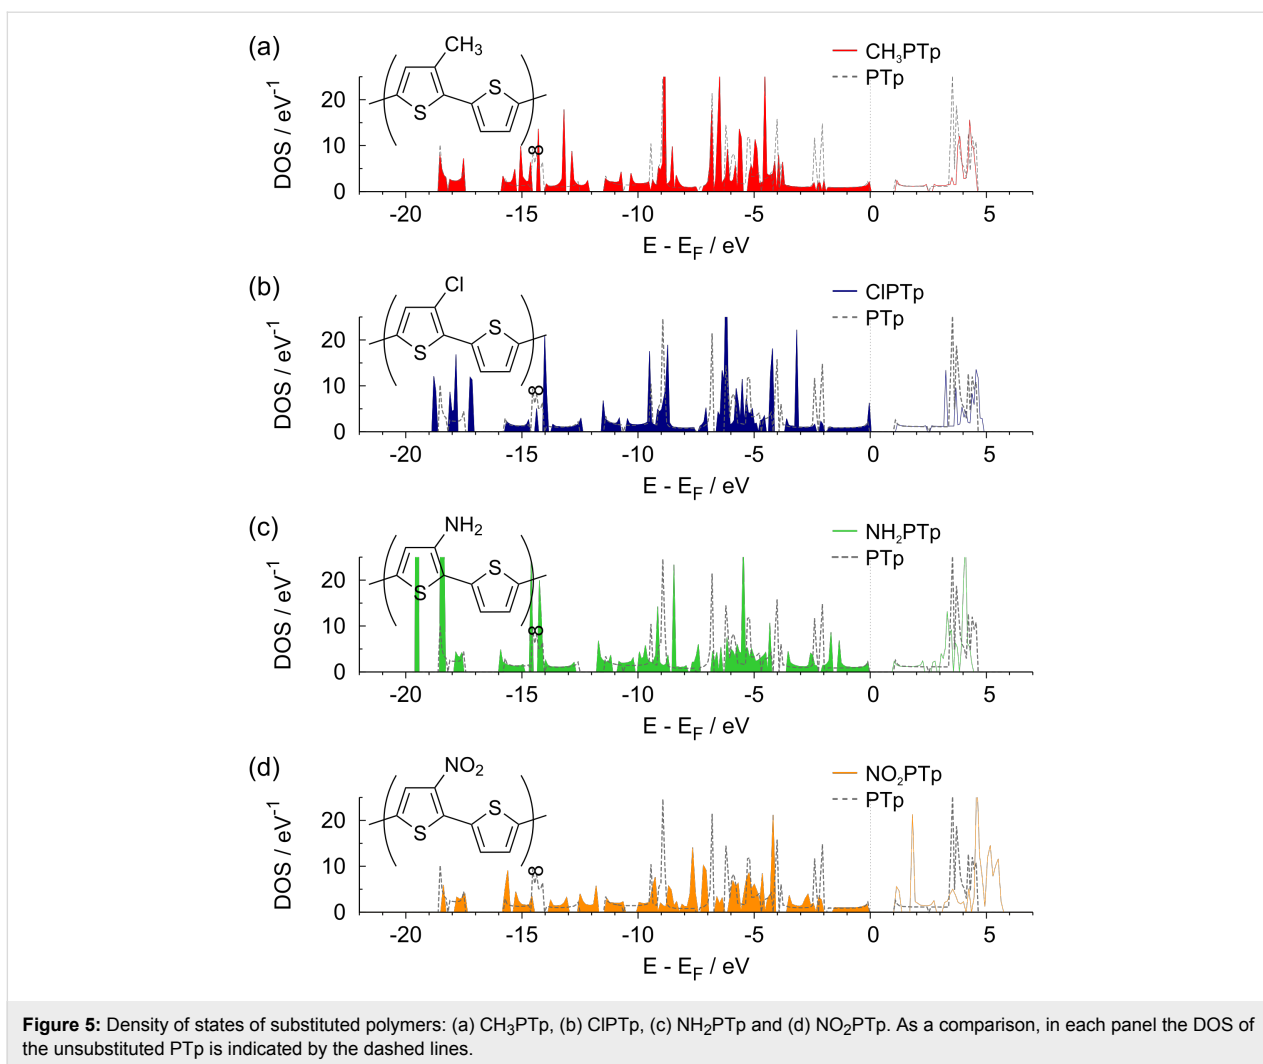 (a)
CH₃
S
S
∞
CH₃PTp
PTp
DOS / eV⁻¹
20
10
0
-20 -15 -10 -5 0 5
E - E_F / eV
(b)
Cl
S
S
∞
ClPTp
PTp
DOS / eV⁻¹
20
10
0
-20 -15 -10 -5 0 5
E - E_F / eV
(c)
NH₂
S
S
∞
NH₂PTp
PTp
DOS / eV⁻¹
20
10
0
-20 -15 -10 -5 0 5
E - E_F / eV
(d)
NO₂
S
S
∞
NO₂PTp
PTp
DOS / eV⁻¹
20
10
0
-20 -15 -10 -5 0 5
E - E_F / eV
Figure 5: Density of states of substituted polymers: (a) CH₃PTp, (b) ClPTp, (c) NH₂PTp and (d) NO₂PTp. As a comparison, in each panel the DOS of
the unsubstituted PTp is indicated by the dashed lines.